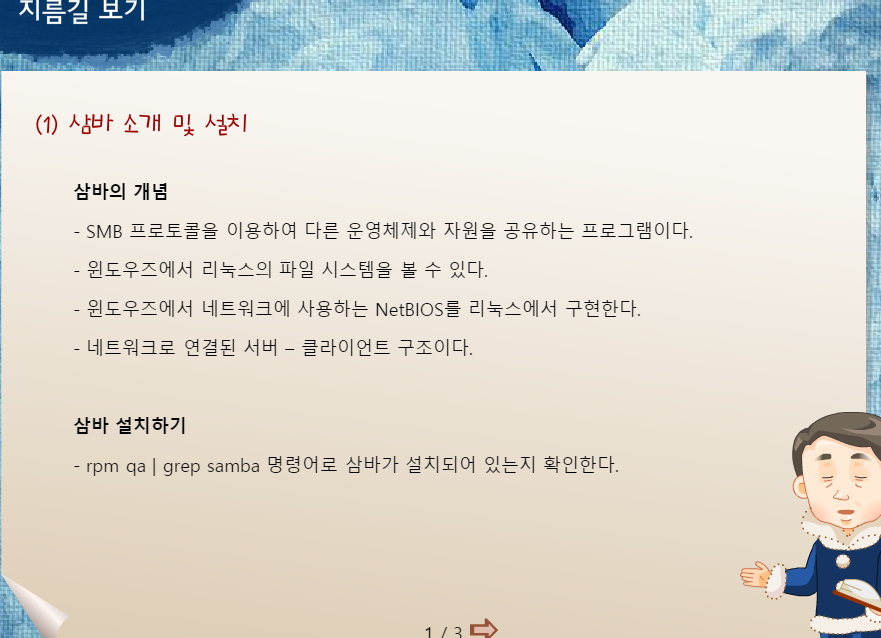 지름길 보기
(1) 삼바 소개 및 설치
삼바의 개념
- SMB 프로토콜을 이용하여 다른 운영체제와 자원을 공유하는 프로그램이다.
- 윈도우즈에서 리눅스의 파일 시스템을 볼 수 있다.
- 윈도우즈에서 네트워크에 사용하는 NetBIOS를 리눅스에서 구현한다.
- 네트워크로 연결된 서버 – 클라이언트 구조이다.
삼바 설치하기
- rpm qa | grep samba 명령어로 삼바가 설치되어 있는지 확인한다.
1 / 3